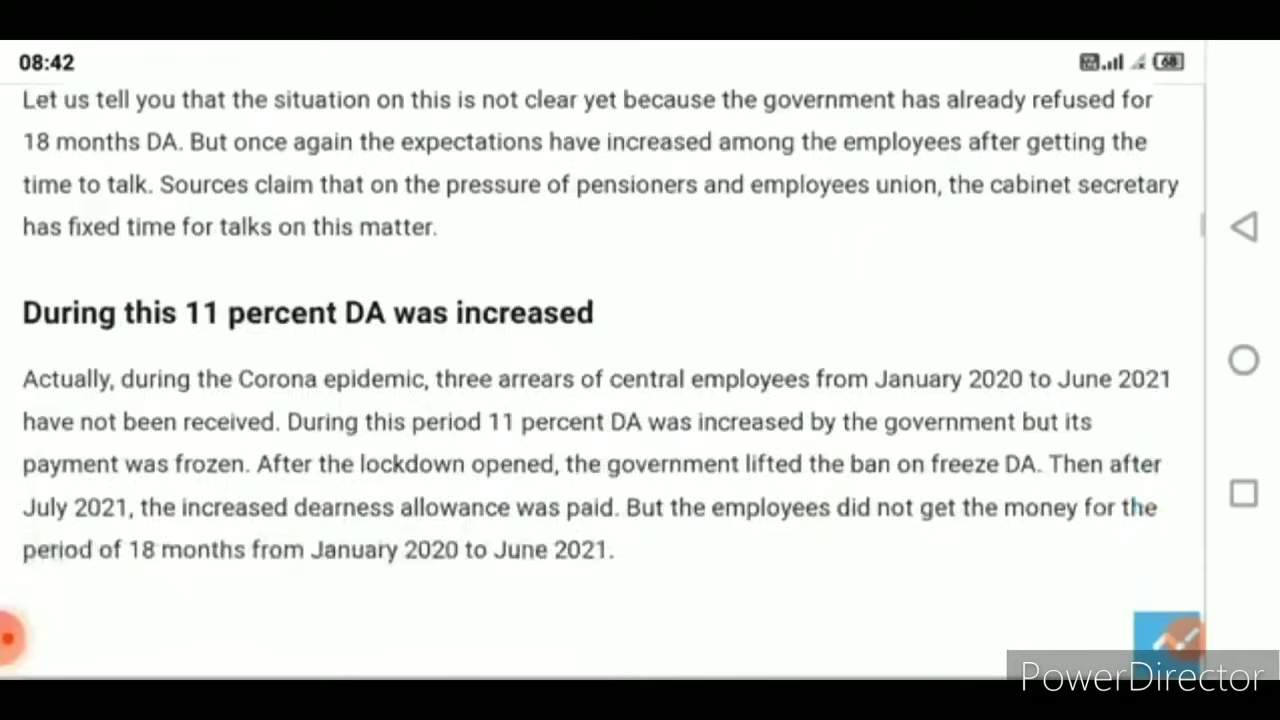 08:42
68
Let us tell you that the situation on this is not clear yet because the government has already refused for
18 months DA. But once again the expectations have increased among the employees after getting the
time to talk. Sources claim that on the pressure of pensioners and employees union, the cabinet secretary
has fixed time for talks on this matter.
During this 11 percent DA was increased
Actually, during the Corona epidemic, three arrears of central employees from January 2020 to June 2021
have not been received. During this period 11 percent DA was increased by the government but its
payment was frozen. After the lockdown opened, the government lifted the ban on freeze DA. Then after
July 2021, the increased dearness allowance was paid. But the employees did not get the money for the
period of 18 months from January 2020 to June 2021.
PowerDirector